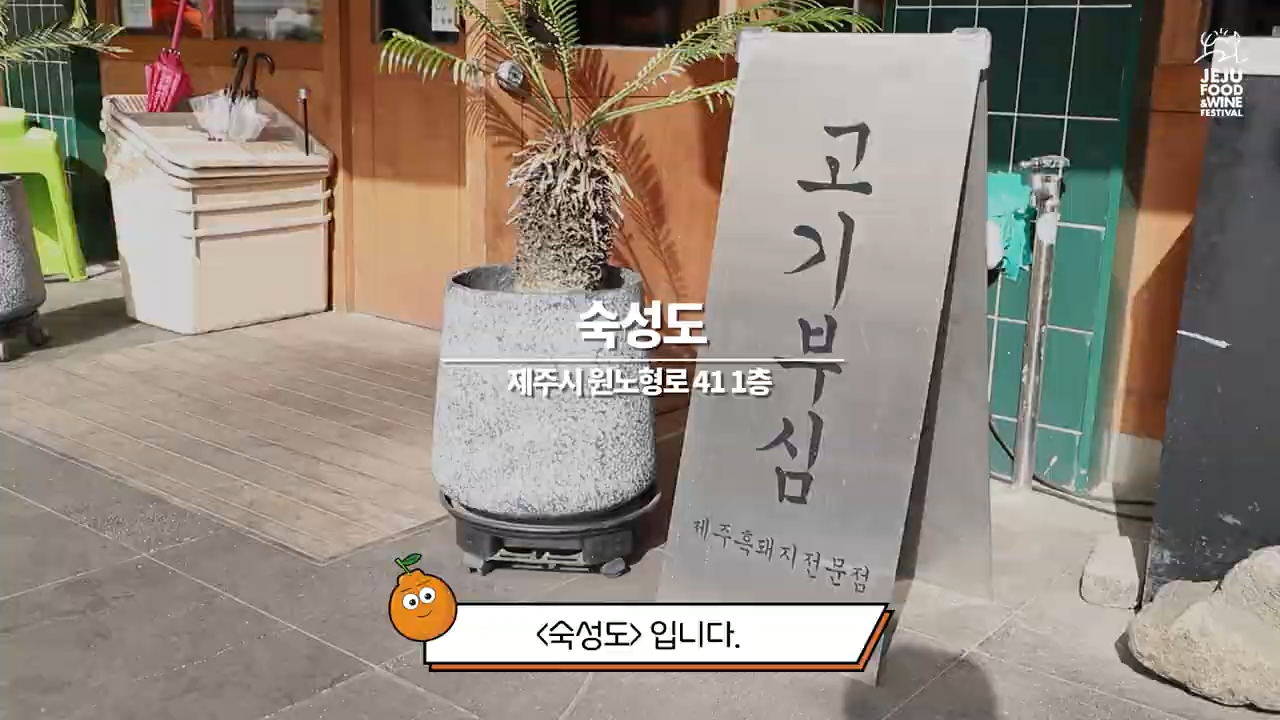 JEJU
FOOD
&WINE
FESTIVAL
고기부심
제주흑돼지전문점
숙성도
제주시 원노형로 41 1층
<숙성도> 입니다.